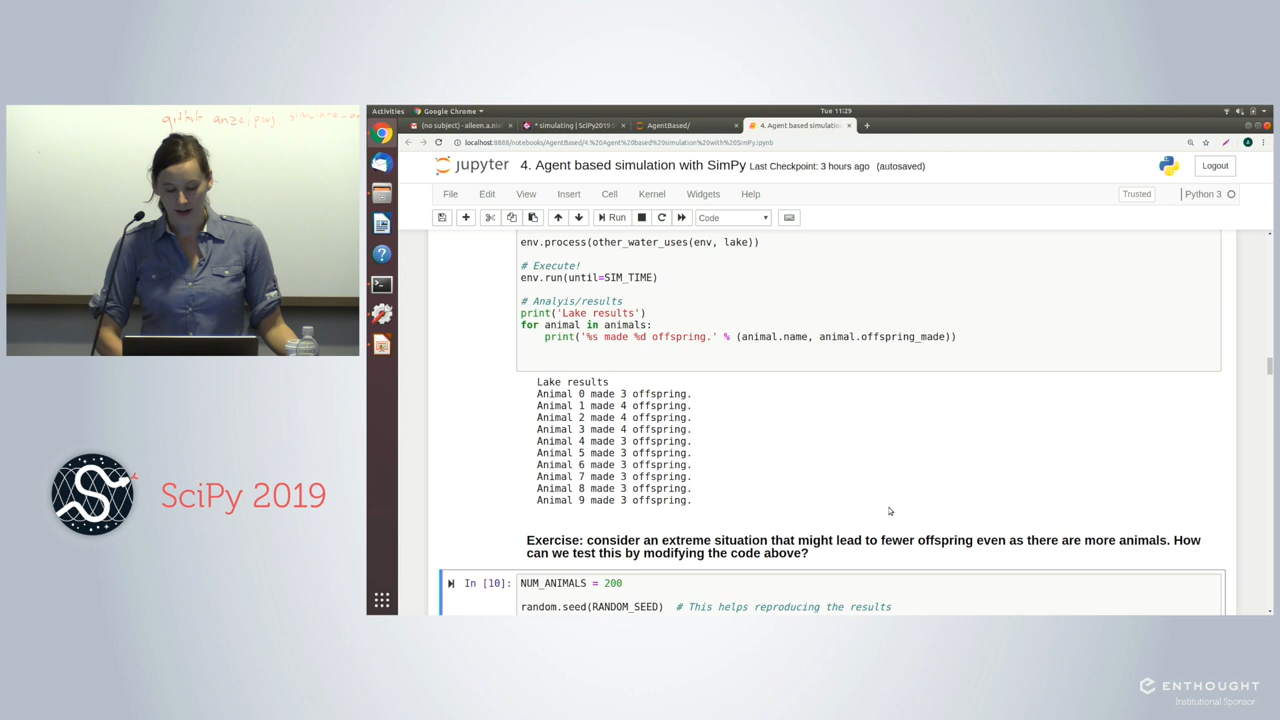 github
Activities
Google Chrome
Tue 11:29
(no subject) - aileen.a.nie
* simulating | SciPy2019 S
AgentBased/
4. Agent based simulation
localhost:8888/notebooks/AgentBased/4.%20Agent%20based%20simulation%20with%20SimPy.ipynb
jupyter
4. Agent based simulation with SimPy Last Checkpoint: 3 hours ago (autosaved)
Logout
File Edit View Insert Cell Kernel Widgets Help
Trusted
Python 3
Run
Code
env.process(other_water_uses(env, lake))
# Execute!
env.run(until=SIM_TIME)
# Analyis/results
print('Lake results')
for animal in animals:
print('%s made %d offspring.' % (animal.name, animal.offspring_made))
Lake results
Animal 0 made 3 offspring.
Animal 1 made 4 offspring.
Animal 2 made 4 offspring.
Animal 3 made 4 offspring.
Animal 4 made 3 offspring.
Animal 5 made 3 offspring.
Animal 6 made 3 offspring.
Animal 7 made 3 offspring.
Animal 8 made 3 offspring.
Animal 9 made 3 offspring.
Exercise: consider an extreme situation that might lead to fewer offspring even as there are more animals. How
can we test this by modifying the code above?
In [10]:
NUM_ANIMALS = 200
random.seed(RANDOM_SEED) # This helps reproducing the results
SciPy 2019
ENTHOUGHT
Institutional Sponsor